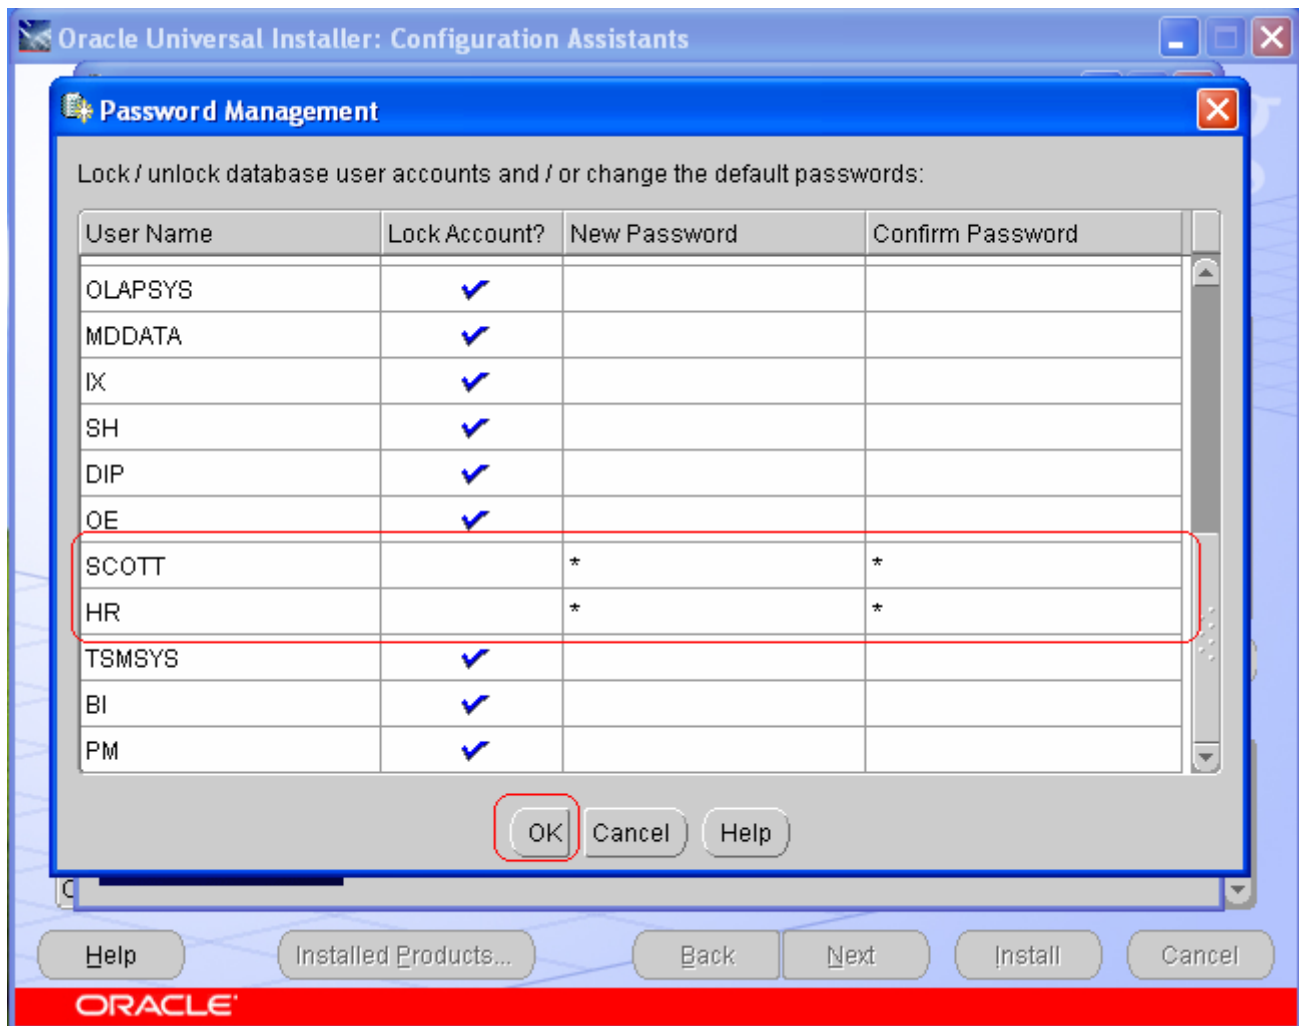 Oracle Universal Installer: Configuration Assistants
Password Management
Lock / unlock database user accounts and / or change the default passwords:
User Name Lock Account? New Password Confirm Password
OLAPSYS
MDDATA
IX
SH
DIP
OE
SCOTT * *
HR * *
TSMSYS
BI
PM
OK Cancel Help
Help Installed Products... Back Next Install Cancel
ORACLE